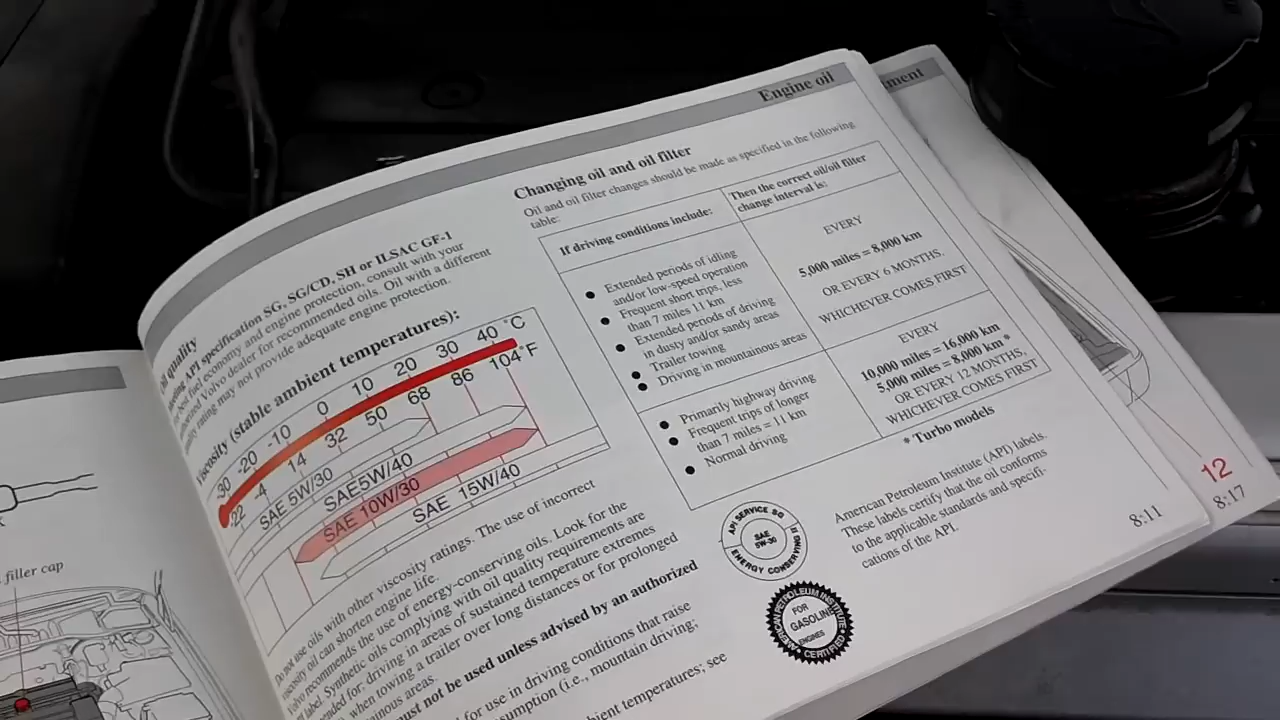 Engine oil
Oil quality
Meeting API specification SG, SG/CD, SH or ILSAC GF-1
fuel economy and engine protection, consult with your
Volvo dealer for recommended oils. Oil with a different
quality rating may not provide adequate engine protection.
Viscosity (stable ambient temperatures):
-30 -20 -10 0 10 20 30 40 °C
-22 -4 14 32 50 68 86 104°F
SAE 5W/30
SAE5W/40
SAE 10W/30
SAE 15W/40
Do not use oils with other viscosity ratings. The use of incorrect
viscosity oil can shorten engine life.
Volvo recommends the use of energy-conserving oils. Look for the
label. Synthetic oils complying with oil quality requirements are
for: driving in areas of sustained temperature extremes
when towing a trailer over long distances or for prolonged
areas.
must not be used unless advised by an authorized
for use in driving conditions that raise
(i.e., mountain driving,
temperatures; see
Changing oil and oil filter
Oil and oil filter changes should be made as specified in the following
table:
If driving conditions include:
Then the correct oil/oil filter
change interval is:
● Extended periods of idling
and/or low-speed operation
● Frequent short trips, less
than 7 miles 11 km
● Extended periods of driving
in dusty and/or sandy areas
● Trailer towing
● Driving in mountainous areas
EVERY
5,000 miles = 8,000 km
OR EVERY 6 MONTHS.
WHICHEVER COMES FIRST
● Primarily highway driving
● Frequent trips of longer
than 7 miles = 11 km
● Normal driving
EVERY
10,000 miles = 16,000 km
5,000 miles = 8,000 km *
OR EVERY 12 MONTHS,
WHICHEVER COMES FIRST
* Turbo models
API SERVICE SG
SAE
5W-30
ENERGY CONSERVING II
AMERICAN PETROLEUM INSTITUTE
FOR
GASOLINE
ENGINES
CERTIFIED
American Petroleum Institute (API) labels.
These labels certify that the oil conforms
to the applicable standards and specifi-
cations of the API.
8:11
12
8:17
filler cap